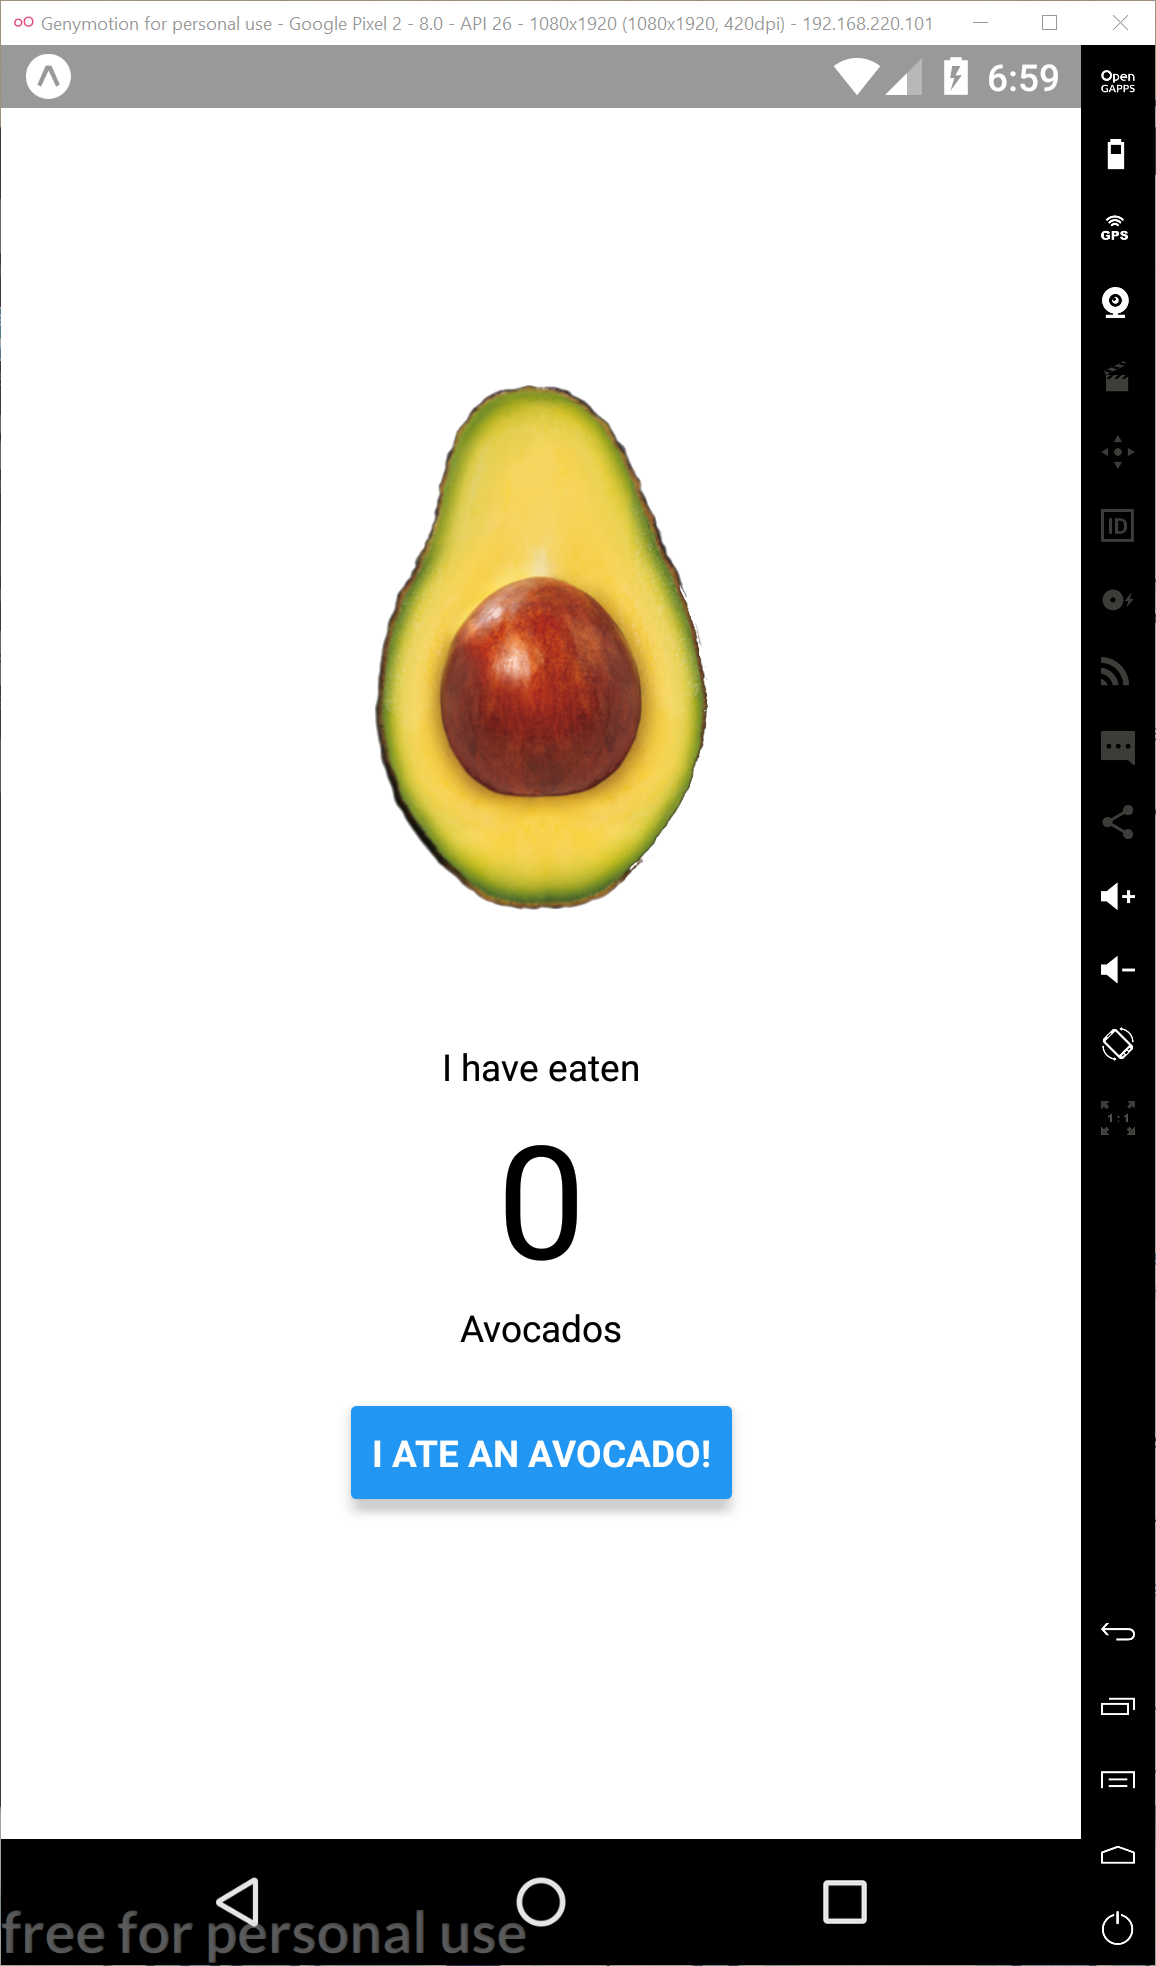 Genymotion for personal use - Google Pixel 2 - 8.0 - API 26 - 1080x1920 (1080x1920, 420dpi) - 192.168.220.101
6:59
Open
GAPPS
GPS
ID
1:1
I have eaten
0
Avocados
I ATE AN AVOCADO!
free for personal use